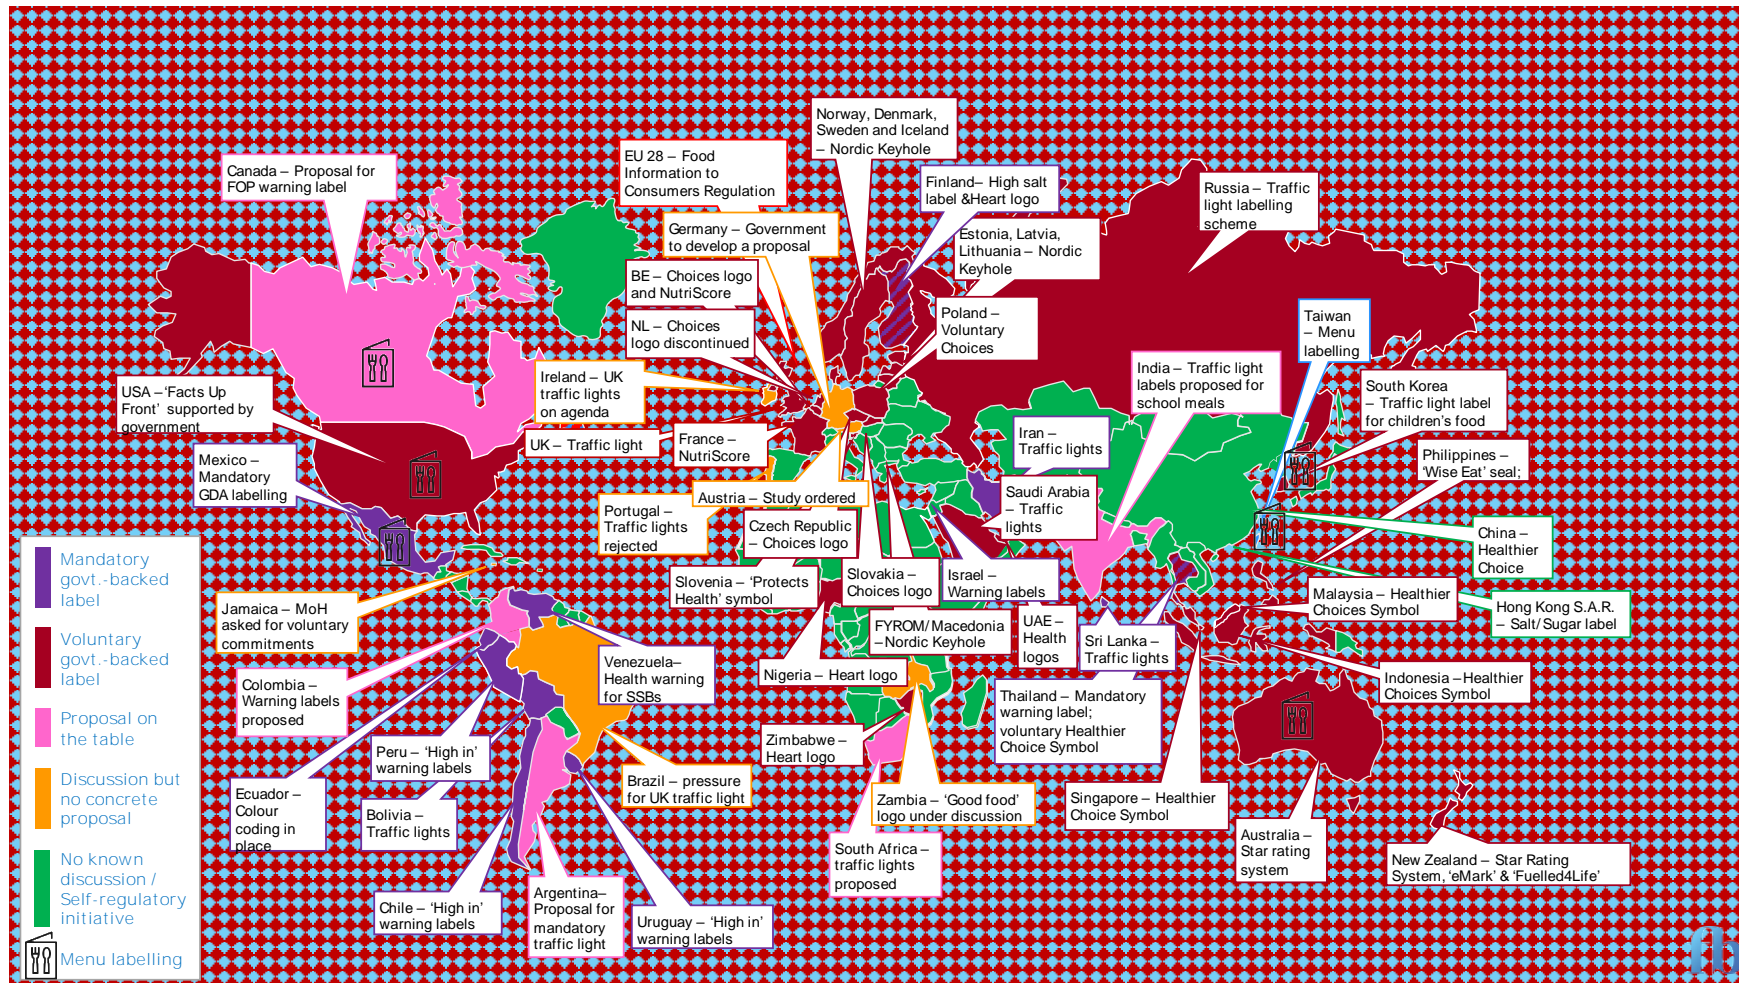 Norway, Denmark,
Sweden and Iceland
– Nordic Keyhole
EU 28 – Food
Information to
Consumers Regulation
Canada – Proposal for
FOP warning label
Finland– High salt
label &Heart logo
Russia – Traffic
light labelling
scheme
Germany – Government
to develop a proposal
Estonia, Latvia,
Lithuania – Nordic
Keyhole
BE – Choices logo
and NutriScore
NL – Choices
logo discontinued
Poland –
Voluntary
Choices
Taiwan
– Menu
labelling
Ireland – UK
traffic lights
on agenda
India – Traffic light
labels proposed for
school meals
USA –‘Facts Up
Front’ supported by
government
South Korea
– Traffic light label
for children’s food
UK – Traffic light
France –
NutriScore
Iran –
Traffic lights
Philippines –
‘Wise Eat’ seal;
Mexico –
Mandatory
GDA labelling
Austria – Study ordered
Saudi Arabia
– Traffic
lights
Portugal –
Traffic lights
rejected
Czech Republic
– Choices logo
China –
Healthier
Choice
Slovenia – ‘Protects
Health’ symbol
Slovakia –
Choices logo
Israel –
Warning labels
Malaysia – Healthier
Choices Symbol
Hong Kong S.A.R.
– Salt/Sugar label
Jamaica – MoH
asked for voluntary
commitments
FYROM/Macedonia
–Nordic Keyhole
UAE –
Health
logos
Sri Lanka –
Traffic lights
Venezuela–
Health warning
for SSBs
Nigeria – Heart logo
Indonesia –Healthier
Choices Symbol
Colombia –
Warning labels
proposed
Thailand – Mandatory
warning label;
voluntary Healthier
Choice Symbol
Peru – ‘High in’
warning labels
Zimbabwe –
Heart logo
Brazil – pressure
for UK traffic light
Ecuador –
Colour
coding in
place
Bolivia –
Traffic lights
Zambia – ‘Good food’
logo under discussion
Singapore – Healthier
Choice Symbol
Australia –
Star rating
system
South Africa –
traffic lights
proposed
New Zealand – Star Rating
System, ‘eMark’ & ‘Fuelled4Life’
Chile – ‘High in’
warning labels
Argentina–
Proposal for
mandatory
traffic light
Uruguay – ‘High in’
warning labels
Mandatory
govt.-backed
label
Voluntary
govt.-backed
label
Proposal on
the table
Discussion but
no concrete
proposal
No known
discussion /
Self-regulatory
initiative
Menu labelling